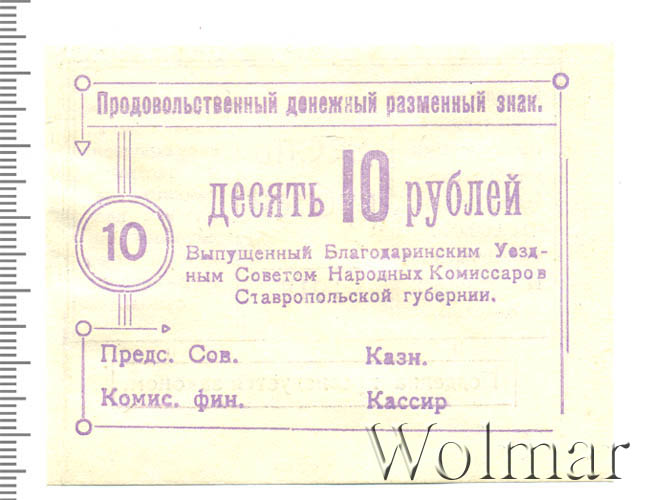 Продовольственный денежный разменный знак.
десять 10 рублей
10
Выпущенный Благодаринским Уезд-
ным Советом Народных Комиссаров
Ставропольской губернии.
Предс. Сов. Казн.
Комис. фин. Кассир
Wolmar